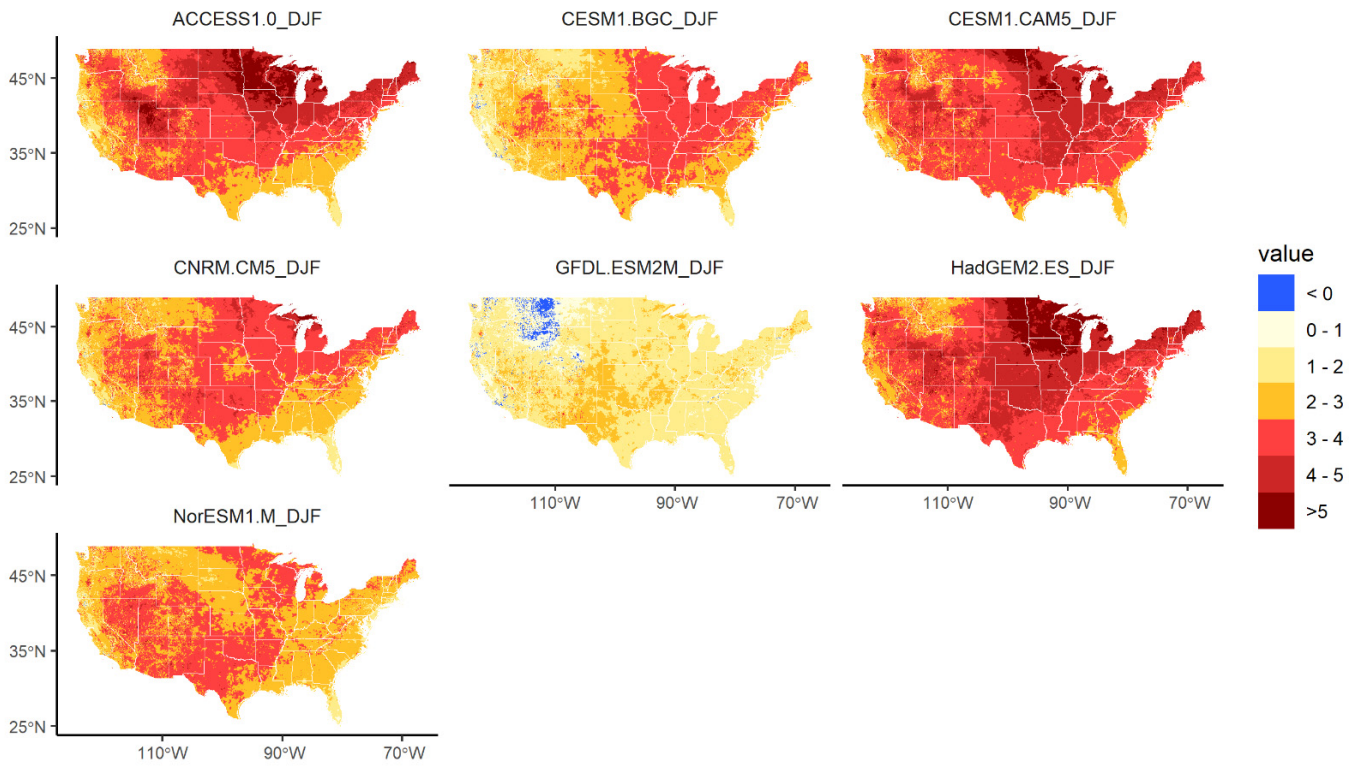 ACCESS1.0_DJF
CESM1.BGC_DJF
CESM1.CAM5_DJF
45°N
35°N
25°N
CNRM.CM5_DJF
GFDL.ESM2M_DJF
HadGEM2.ES_DJF
45°N
35°N
25°N
110°W
90°W
70°W
110°W
90°W
70°W
NorESM1.M_DJF
45°N
35°N
25°N
110°W
90°W
70°W
value
< 0
0 - 1
1 - 2
2 - 3
3 - 4
4 - 5
>5